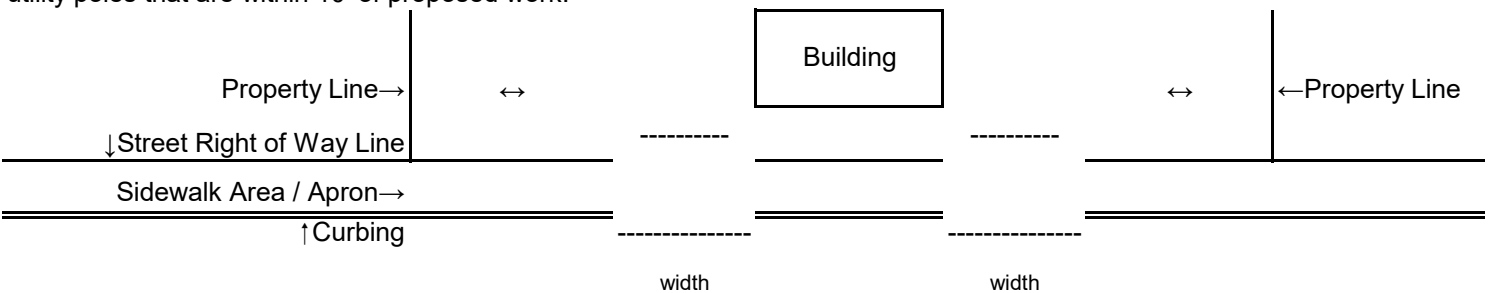 utility poles that are within 10' of proposed work.
Building
Property Line→ ↔ ↔ ←Property Line
↓Street Right of Way Line ---------- ----------
Sidewalk Area / Apron→
↑Curbing --------------- ---------------
width width